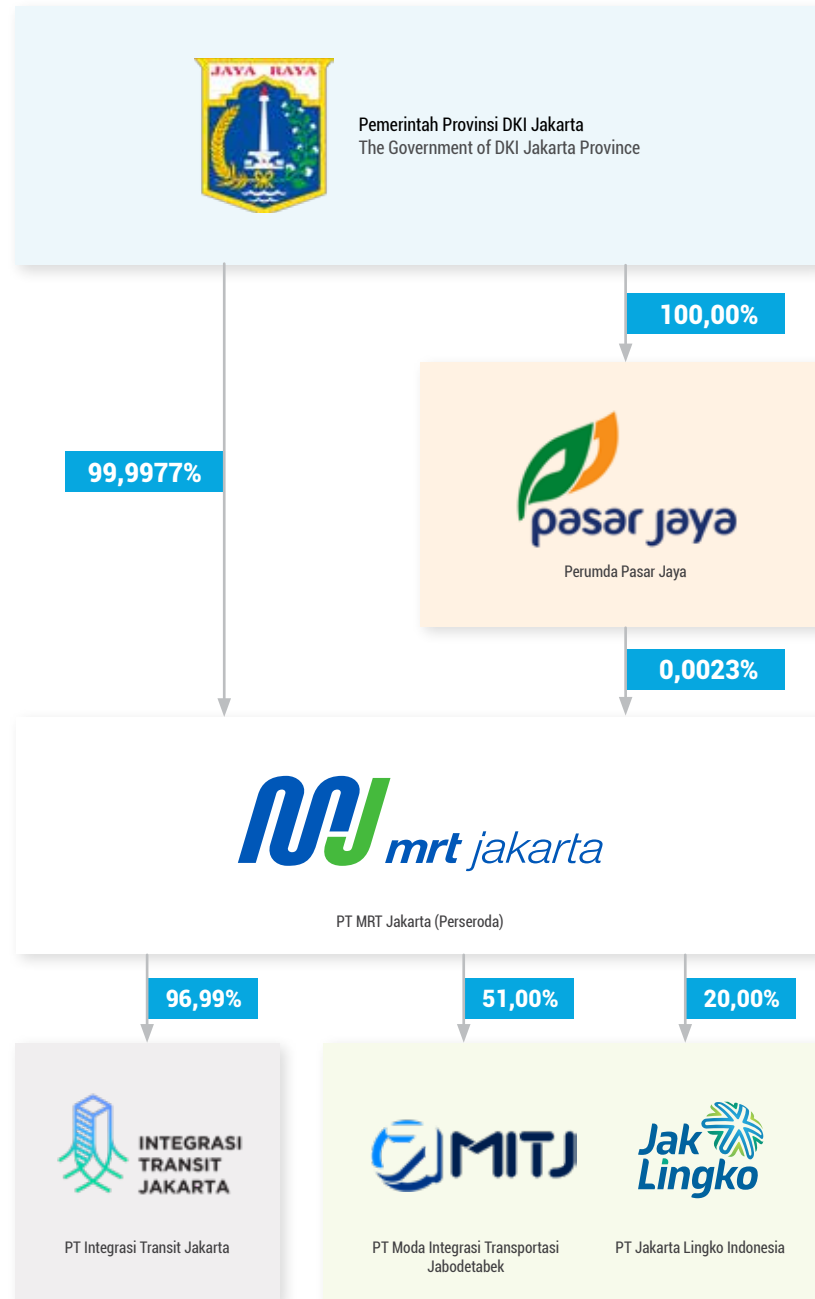 JAYA RAYA
Pemerintah Provinsi DKI Jakarta
The Government of DKI Jakarta Province
100,00%
99,9977%
pasar jaya
Perumda Pasar Jaya
0,0023%
mrt jakarta
PT MRT Jakarta (Perseroda)
96,99%
51,00%
20,00%
INTEGRASI
TRANSIT
JAKARTA
PT Integrasi Transit Jakarta
MITJ
PT Moda Integrasi Transportasi
Jabodetabek
Jak
Lingko
PT Jakarta Lingko Indonesia